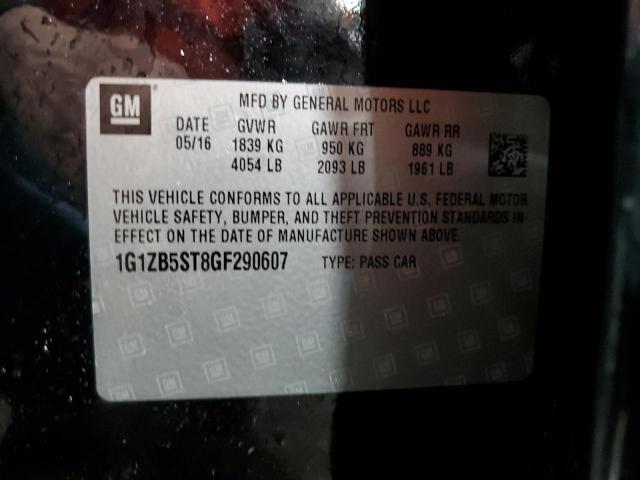 GM
MFD BY GENERAL MOTORS LLC
DATE GVWR GAWR FRT GAWR RR
05/16 1839 KG 950 KG 889 KG
4054 LB 2093 LB 1961 LB
THIS VEHICLE CONFORMS TO ALL APPLICABLE U.S. FEDERAL MOTOR
VEHICLE SAFETY, BUMPER, AND THEFT PREVENTION STANDARDS IN
EFFECT ON THE DATE OF MANUFACTURE SHOWN ABOVE.
1G1ZB5ST8GF290607 TYPE: PASS CAR